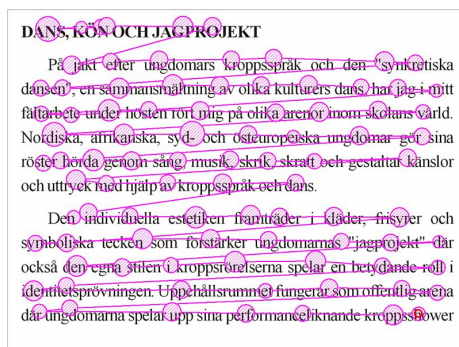 DANS, KÖN OCH JAGPROJEKT
På jakt efter ungdomars kroppsspråk och den "synkretiska
dansen", en sammansmältning av olika kulturers dans, har jag i mitt
fältarbete under hösten rört mig på olika arenor inom skolans värld.
Nordiska, afrikanska, syd- och östeuropeiska ungdomar gör sina
röster hörda genom sång, musik, skrik, skratt och gestaltar känslor
och uttryck med hjälp av kroppsspråk och dans.
Den individuella estetiken framträder i kläder, frisyrer och
symboliska tecken som förstärker ungdomarnas "jagprojekt" där
också den egna stilen i kroppsrörelserna spelar en betydande roll i
identitetsprövningen. Uppehållsrummet fungerar som offentlig arena
där ungdomarna spelar upp sina performanceliknande kroppsshower